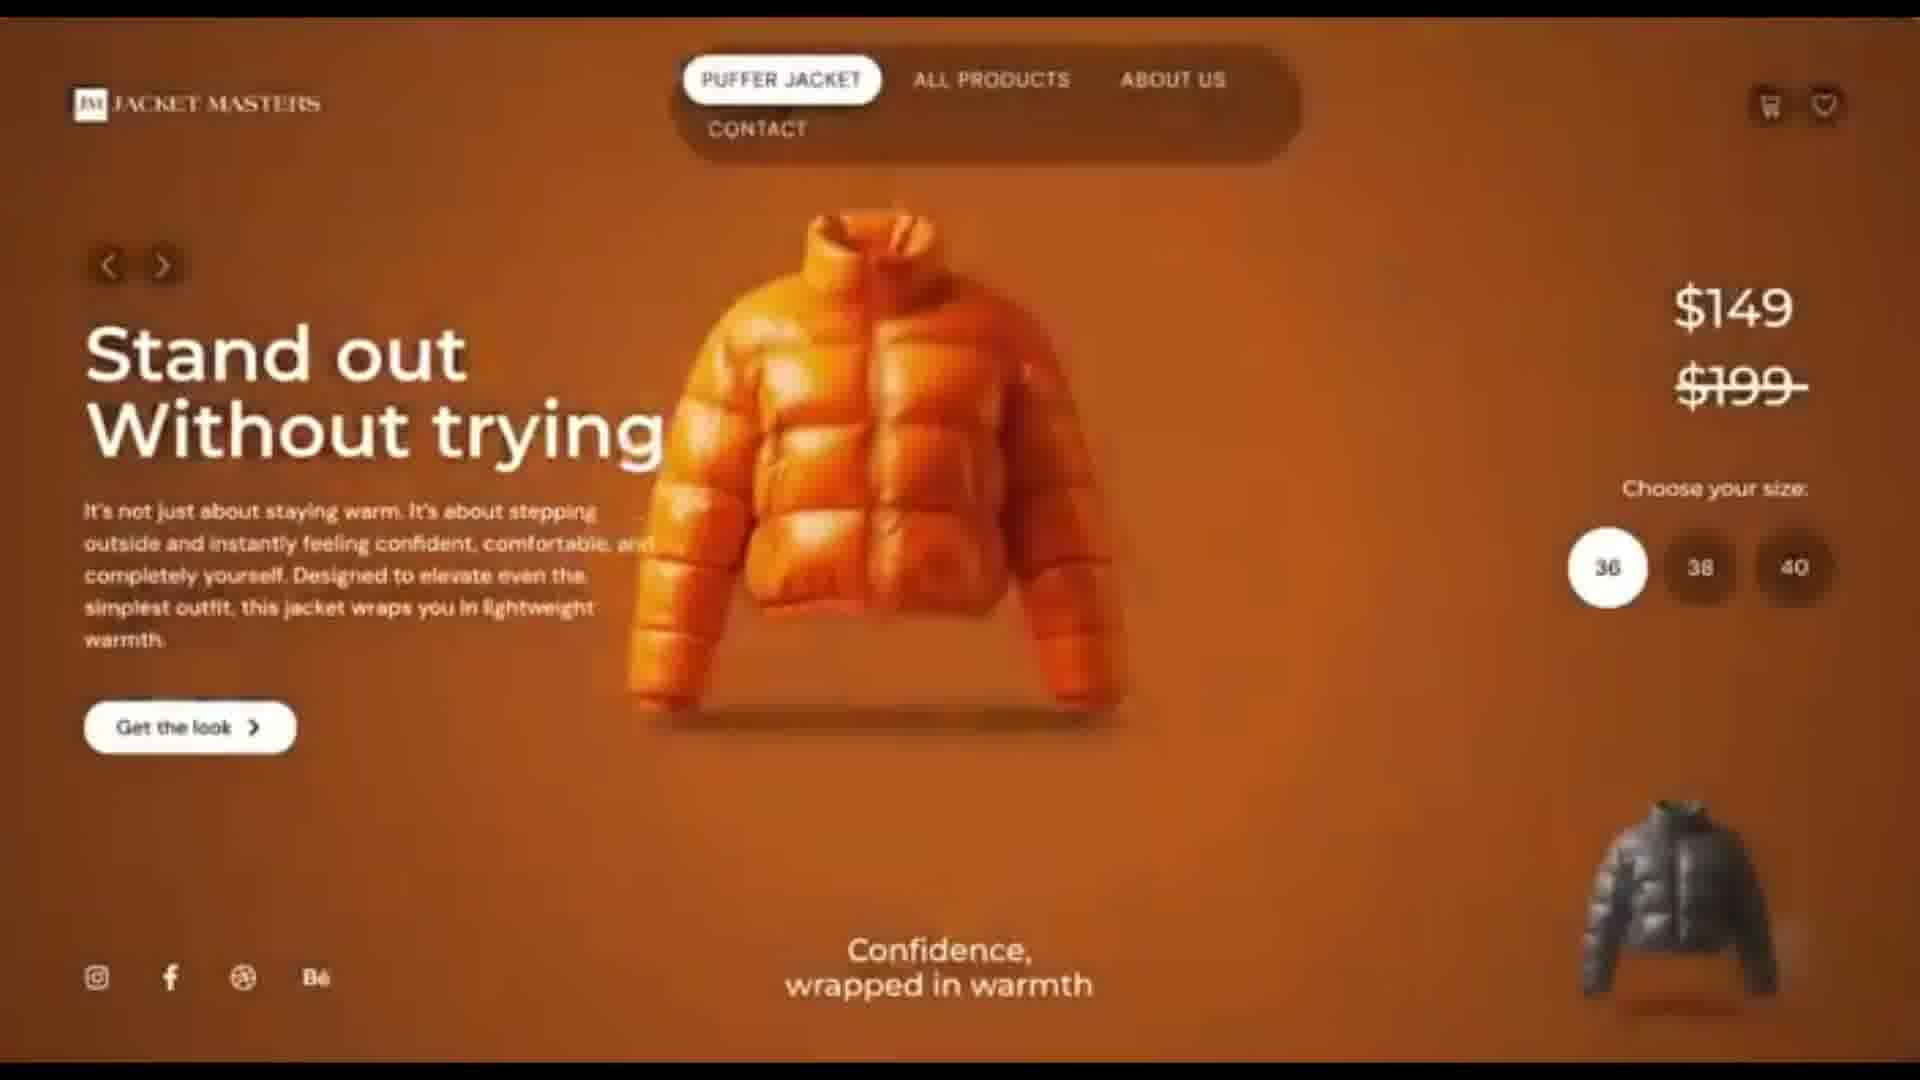 JM JACKET MASTERS
PUFFER JACKET ALL PRODUCTS ABOUT US
CONTACT
Stand out
Without trying
It's not just about staying warm. It's about stepping
outside and instantly feeling confident, comfortable, and
completely yourself. Designed to elevate even the
simplest outfit, this jacket wraps you in lightweight
warmth.
Get the look
$149
$199
Choose your size:
36 38 40
Confidence,
wrapped in warmth
Bē